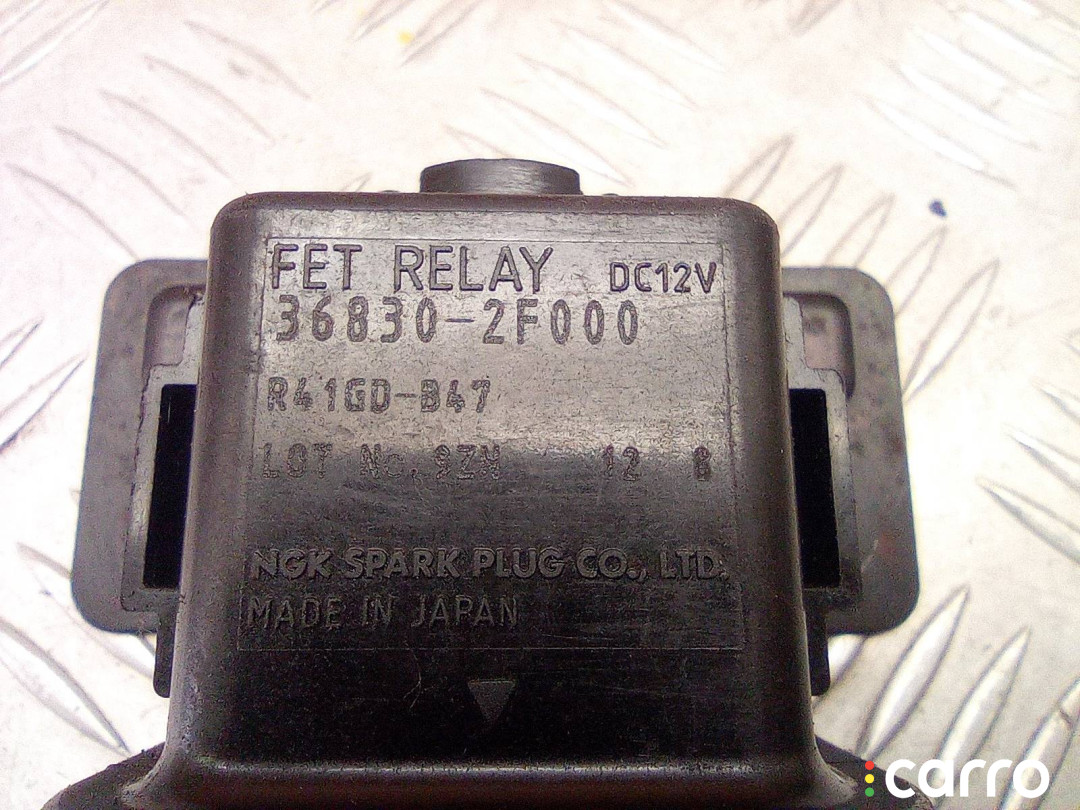 FET RELAY DC12V
36830-2F000
R41GD-B47
LOT No. 9ZN 12 8
NGK SPARK PLUG CO., LTD.
MADE IN JAPAN
carro